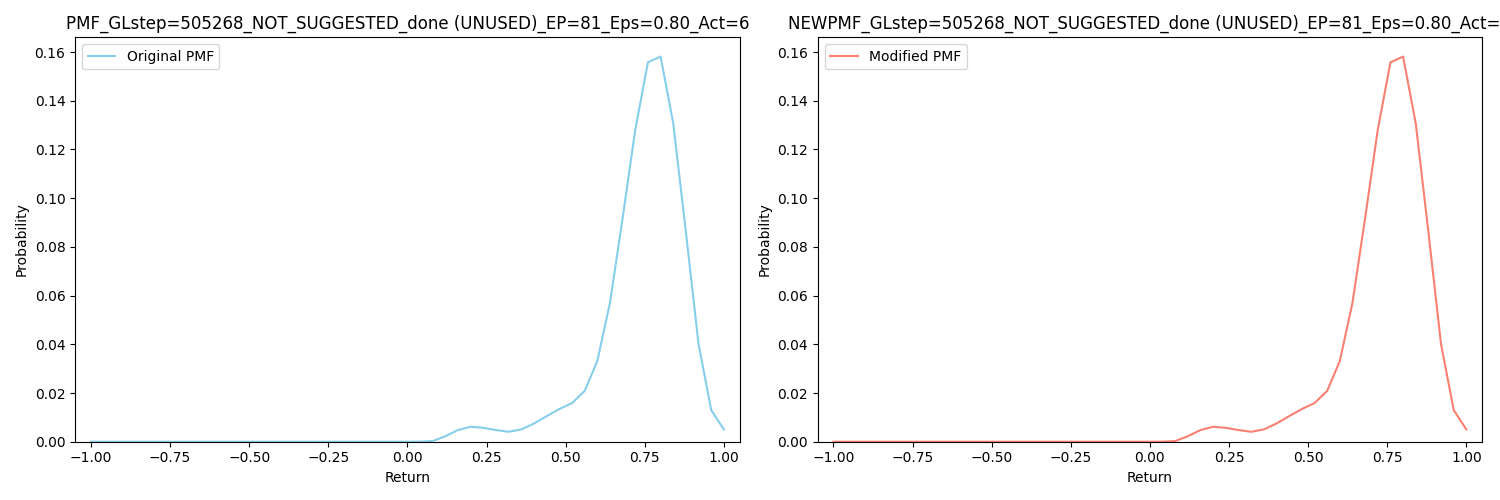 PMF_GLstep=505268_NOT_SUGGESTED_done (UNUSED)_EP=81_Eps=0.80_Act=6
Original PMF
0.16
0.14
0.12
0.10
0.08
0.06
0.04
0.02
0.00
Probability
−1.00 −0.75 −0.50 −0.25 0.00 0.25 0.50 0.75 1.00
Return
NEWPMF_GLstep=505268_NOT_SUGGESTED_done (UNUSED)_EP=81_Eps=0.80_Act=
Modified PMF
0.16
0.14
0.12
0.10
0.08
0.06
0.04
0.02
0.00
Probability
−1.00 −0.75 −0.50 −0.25 0.00 0.25 0.50 0.75 1.00
Return